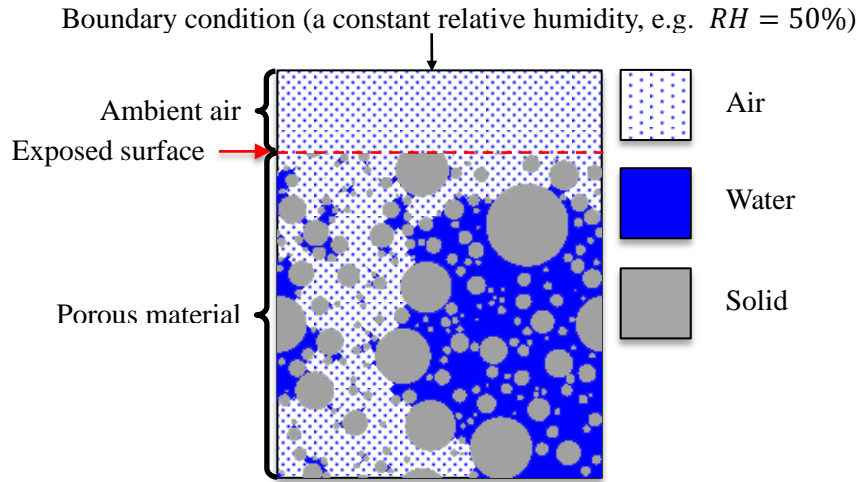 Boundary condition (a constant relative humidity, e.g. RH = 50%)
Ambient air
Exposed surface
Porous material
Air
Water
Solid